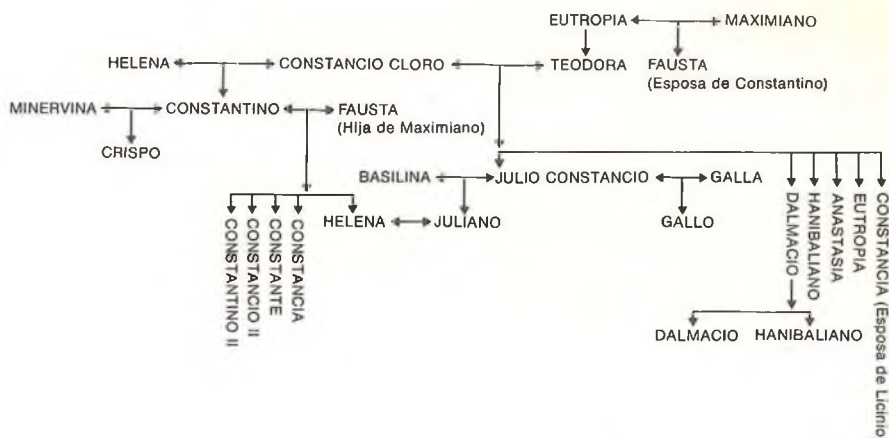 EUTROPIA
MAXIMIANO
HELENA
CONSTANCIO CLORO
TEODORA
FAUSTA
(Esposa de Constantino)
MINERVINA
CONSTANTINO
FAUSTA
(Hija de Maximiano)
CRISPO
BASILINA
JULIO CONSTANCIO
GALLA
CONSTANTINO II
CONSTANCIO II
CONSTANTE
CONSTANCIA
HELENA
JULIANO
GALLO
DALMACIO
HANIBALIANO
ANASTASIA
EUTROPIA
CONSTANCIA (Esposa de Licinio
DALMACIO
HANIBALIANO